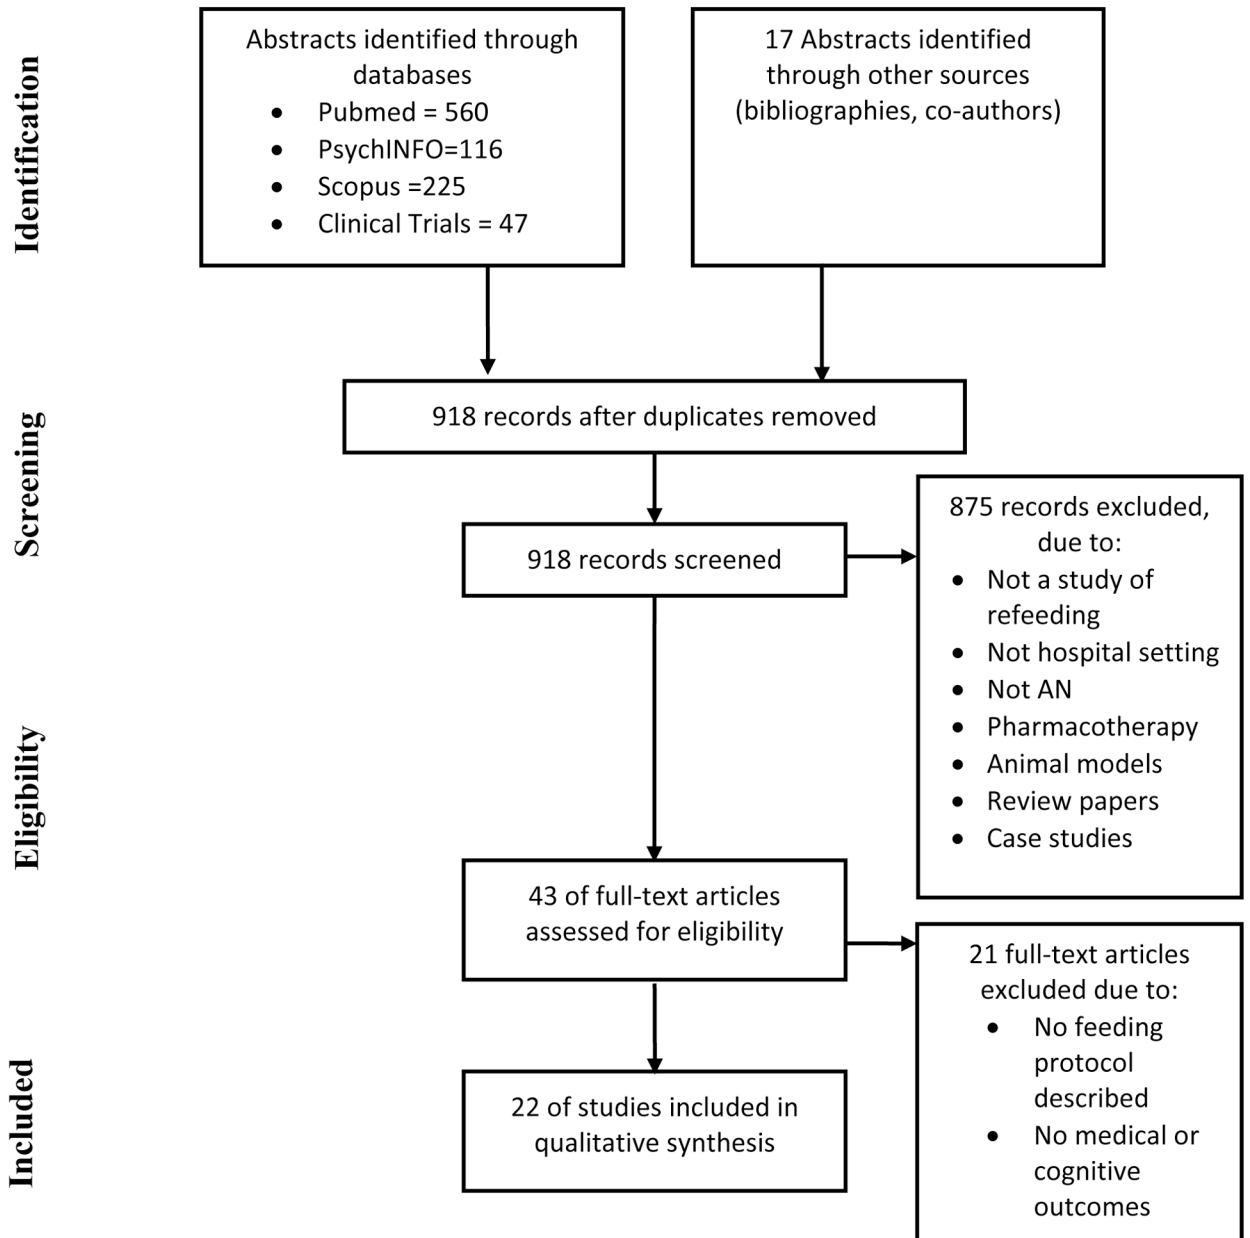 Identification
Abstracts identified through
databases
• Pubmed = 560
• PsychINFO=116
• Scopus =225
• Clinical Trials = 47
17 Abstracts identified
through other sources
(bibliographies, co-authors)
Screening
918 records after duplicates removed
918 records screened
875 records excluded,
due to:
• Not a study of
refeeding
• Not hospital setting
• Not AN
• Pharmacotherapy
• Animal models
• Review papers
• Case studies
Eligibility
43 of full-text articles
assessed for eligibility
21 full-text articles
excluded due to:
• No feeding
protocol
described
• No medical or
cognitive
outcomes
Included
22 of studies included in
qualitative synthesis